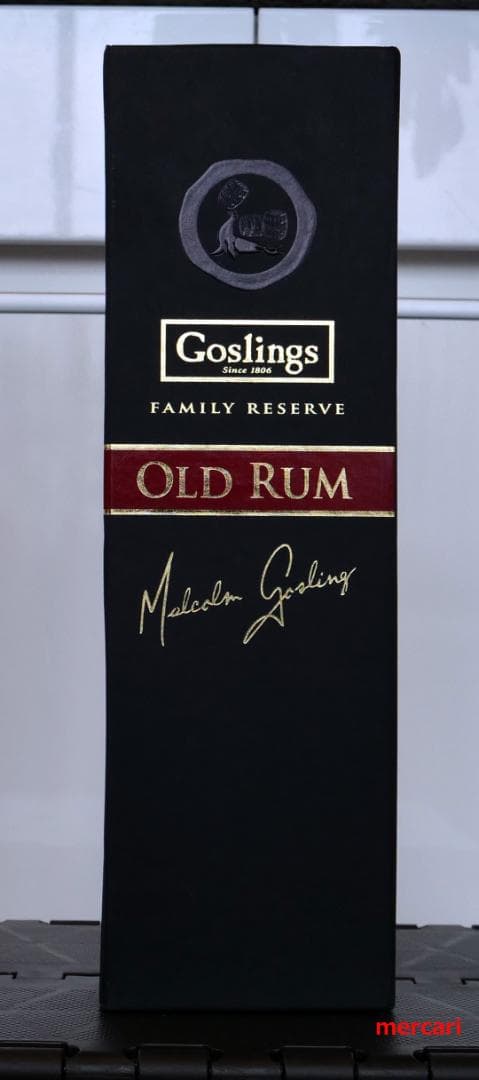 Goslings
Since 1806
FAMILY RESERVE
OLD RUM
Malcolm Gosling
mercari